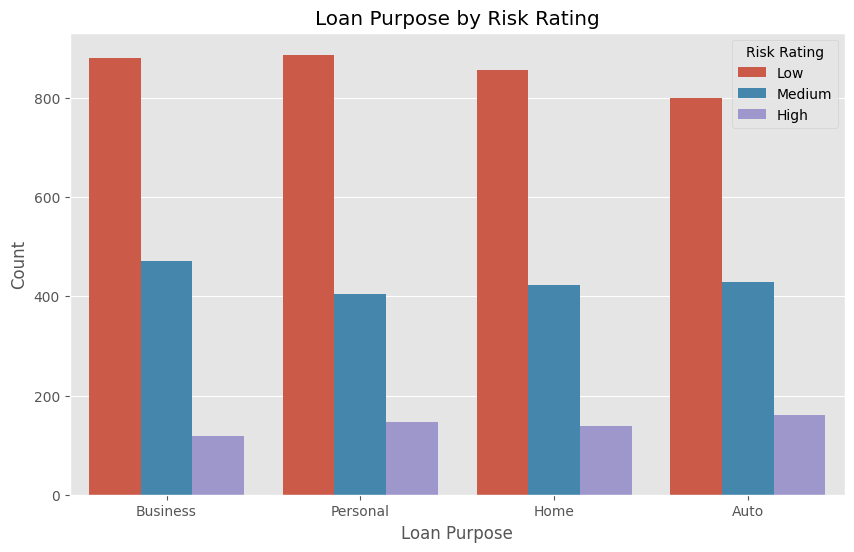 Loan Purpose by Risk Rating
Risk Rating
Low
Medium
High
Count
800
600
400
200
0
Business Personal Home Auto
Loan Purpose